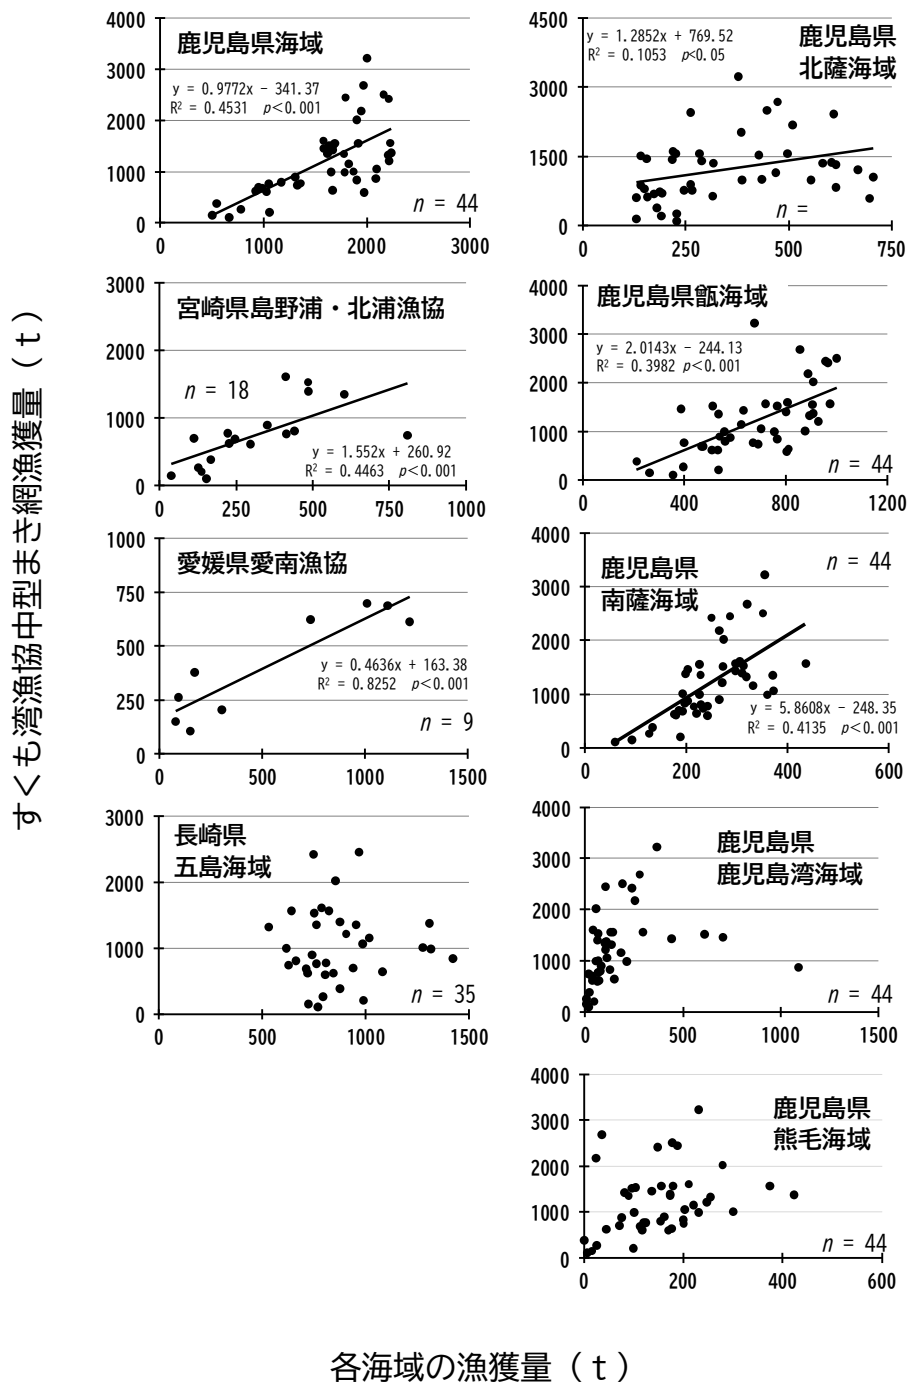 すくも湾漁協中型まき網漁獲量（ｔ）
4000
3000
2000
1000
0
0 1000 2000 3000
鹿児島県海域
y = 0.9772x - 341.37
R² = 0.4531 p<0.001
n = 44
4500
3000
1500
0
0 250 500 750
y = 1.2852x + 769.52
R² = 0.1053 p<0.05
鹿児島県
北薩海域
n =
3000
2000
1000
0
0 250 500 750 1000
宮崎県島野浦・北浦漁協
n = 18
y = 1.552x + 260.92
R² = 0.4463 p<0.001
4000
3000
2000
1000
0
0 400 800 1200
鹿児島県甑海域
y = 2.0143x - 244.13
R² = 0.3982 p<0.001
n = 44
1000
750
500
250
0
0 500 1000 1500
愛媛県愛南漁協
y = 0.4636x + 163.38
R² = 0.8252 p<0.001
n = 9
4000
3000
2000
1000
0
0 200 400 600
n = 44
鹿児島県
南薩海域
y = 5.8608x - 248.35
R² = 0.4135 p<0.001
3000
2000
1000
0
0 500 1000 1500
長崎県
五島海域
n = 35
4000
3000
2000
1000
0
0 500 1000 1500
鹿児島県
鹿児島湾海域
n = 44
4000
3000
2000
1000
0
0 200 400 600
鹿児島県
熊毛海域
n = 44
各海域の漁獲量（ｔ）